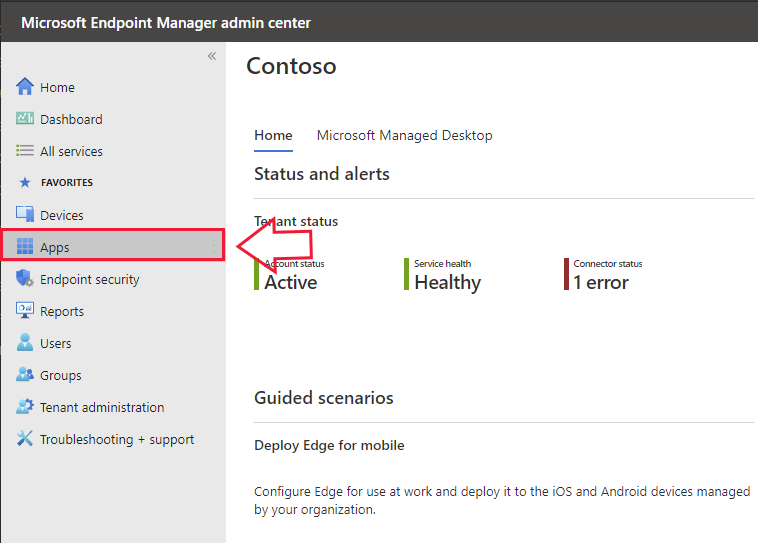 Microsoft Endpoint Manager admin center
«
Home
Dashboard
All services
FAVORITES
Devices
Apps
Endpoint security
Reports
Users
Groups
Tenant administration
Troubleshooting + support
Contoso
Home Microsoft Managed Desktop
Status and alerts
Tenant status
Account status Service health Connector status
Active Healthy 1 error
Guided scenarios
Deploy Edge for mobile
Configure Edge for use at work and deploy it to the iOS and Android devices managed
by your organization.